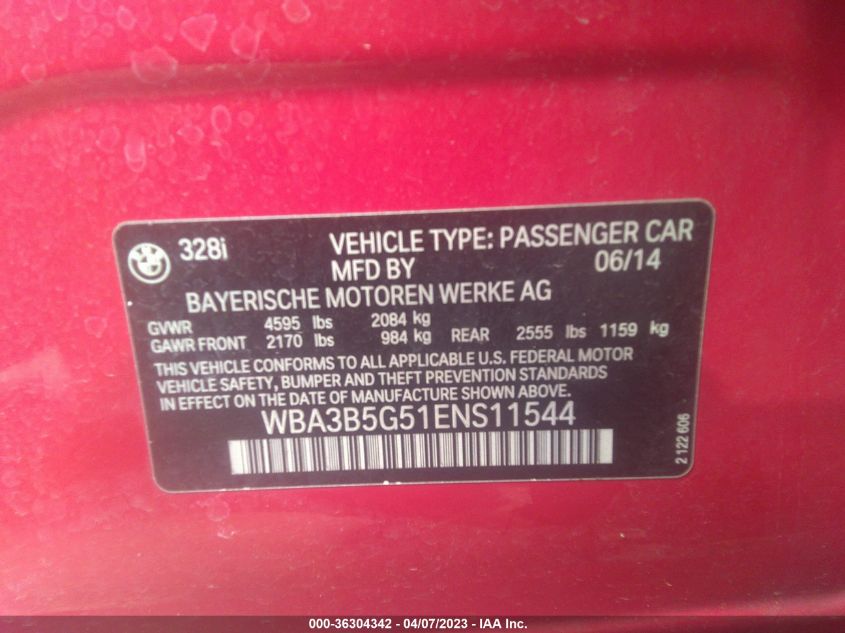 BMW
328i VEHICLE TYPE: PASSENGER CAR
MFD BY 06/14
BAYERISCHE MOTOREN WERKE AG
GVWR 4595 lbs 2084 kg
GAWR FRONT 2170 lbs 984 kg REAR 2555 lbs 1159 kg
THIS VEHICLE CONFORMS TO ALL APPLICABLE U.S. FEDERAL MOTOR
VEHICLE SAFETY, BUMPER AND THEFT PREVENTION STANDARDS
IN EFFECT ON THE DATE OF MANUFACTURE SHOWN ABOVE.
WBA3B5G51ENS11544
2 122 606
000-36304342 - 04/07/2023 - IAA Inc.